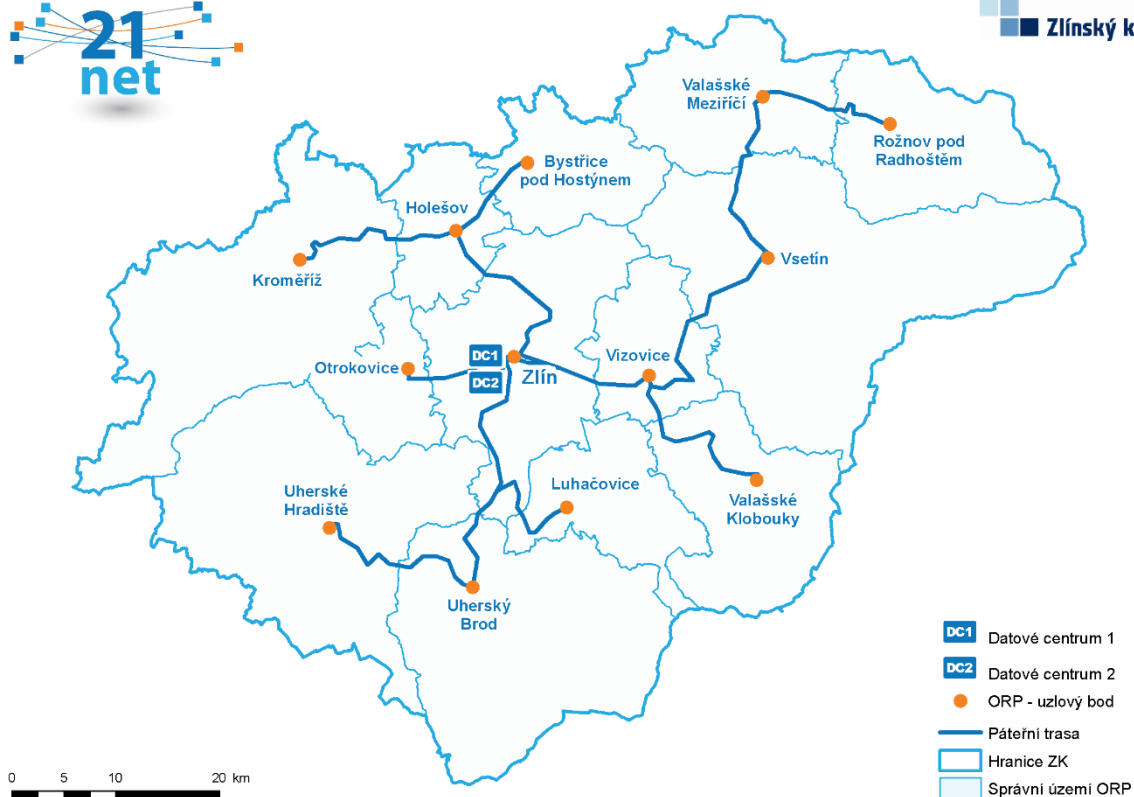 21
net
Zlínský k
Valašské
Meziříčí
Rožnov pod
Radhoštěm
Bystřice
pod Hostýnem
Holešov
Kroměříž
Vsetín
Otrokovice
DC1
DC2
Zlín
Vizovice
Uherské
Hradiště
Luhačovice
Valašské
Klobouky
Uherský
Brod
DC1 Datové centrum 1
DC2 Datové centrum 2
ORP - uzlový bod
Páteřní trasa
Hranice ZK
Správní území ORP
0 5 10 20 km